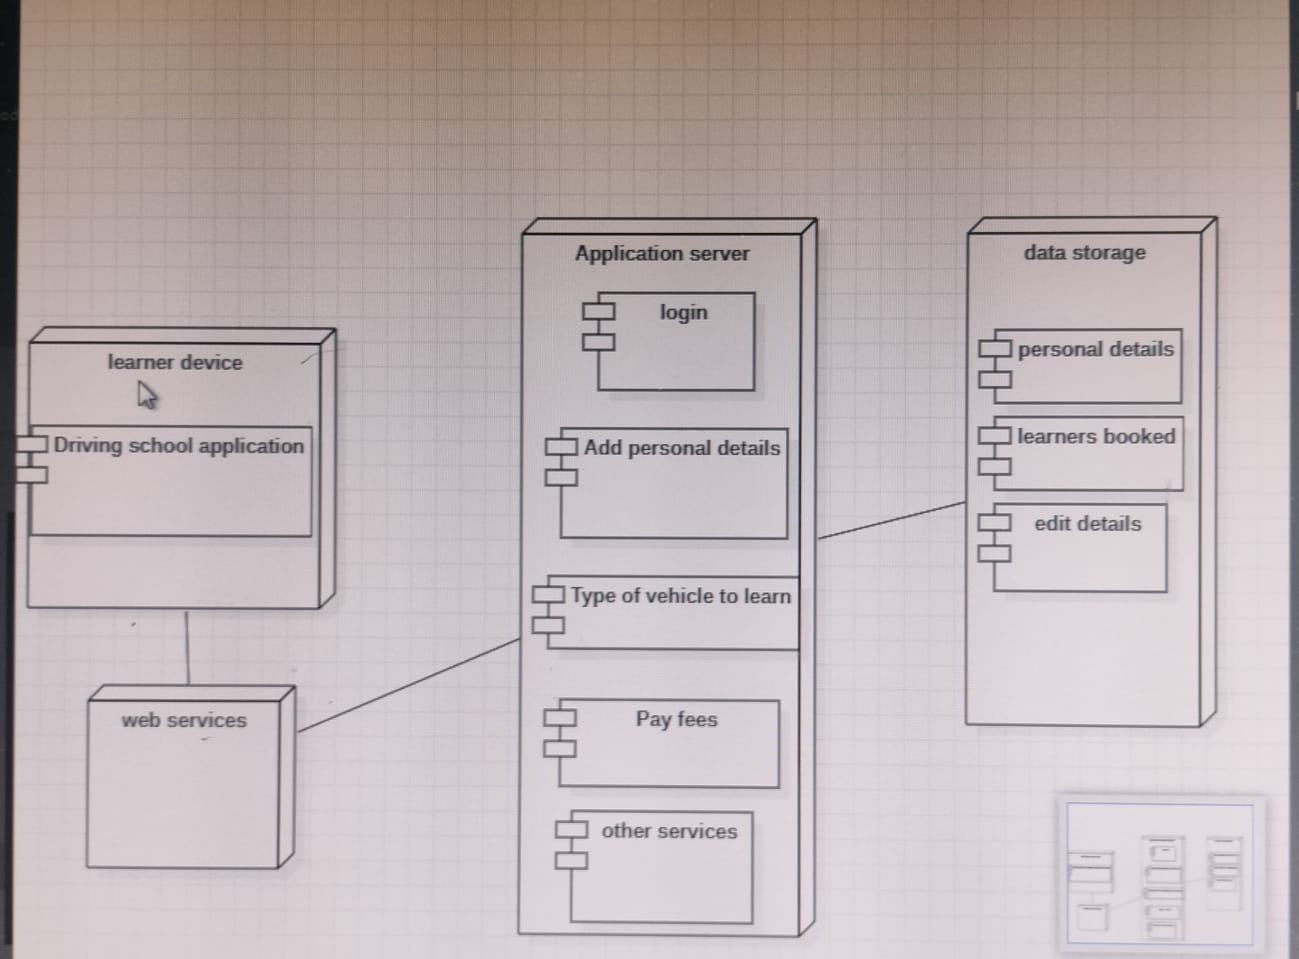 learner device
Driving school application
web services
Application server
login
Add personal details
Type of vehicle to learn
Pay fees
other services
data storage
personal details
learners booked
edit details